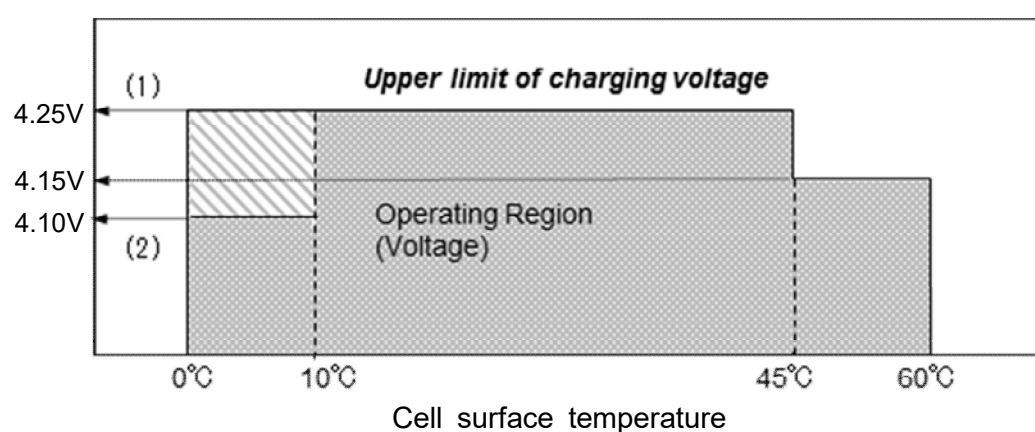 (1)
Upper limit of charging voltage
4.25V
4.15V
4.10V
(2)
Operating Region
(Voltage)
0℃
10℃
45℃
60℃
Cell surface temperature